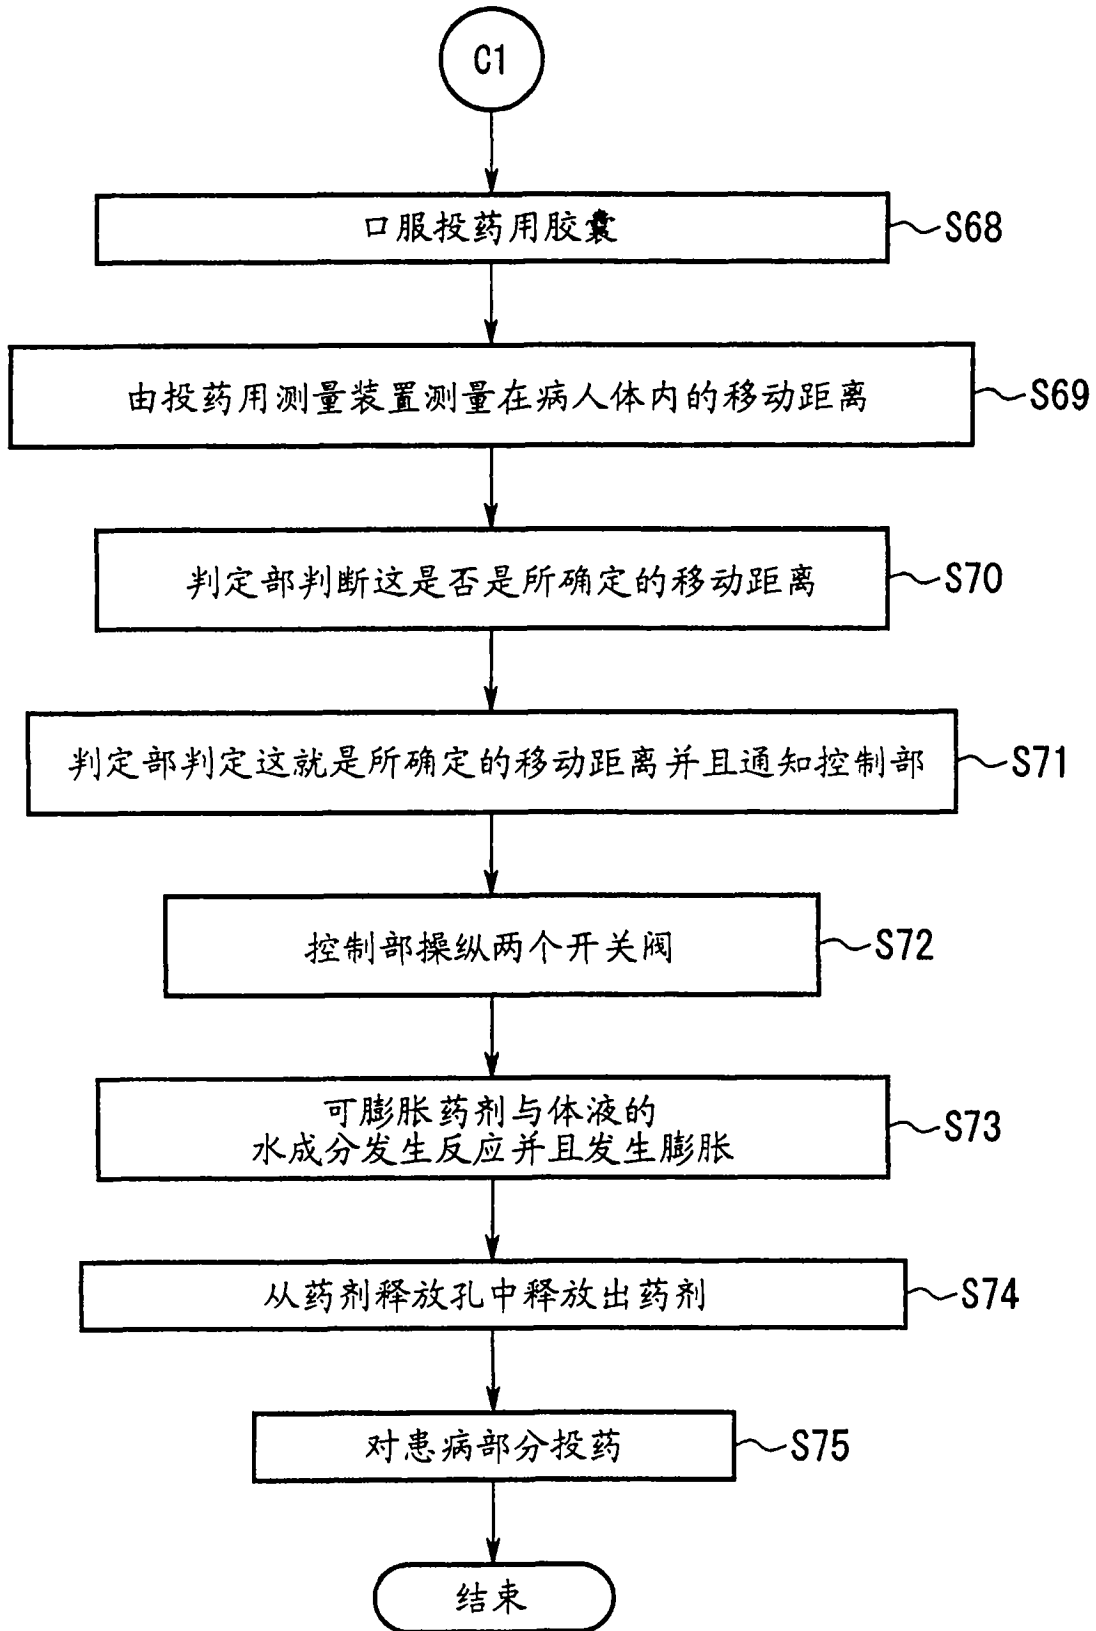 C1
口服投药用胶囊
S68
由投药用测量装置测量在病人体内的移动距离
S69
判定部判断这是否是所确定的移动距离
S70
判定部判定这就是所确定的移动距离并且通知控制部
S71
控制部操纵两个开关阀
S72
可膨胀药剂与体液的
水成分发生反应并且发生膨胀
S73
从药剂释放孔中释放出药剂
S74
对患病部分投药
S75
结束